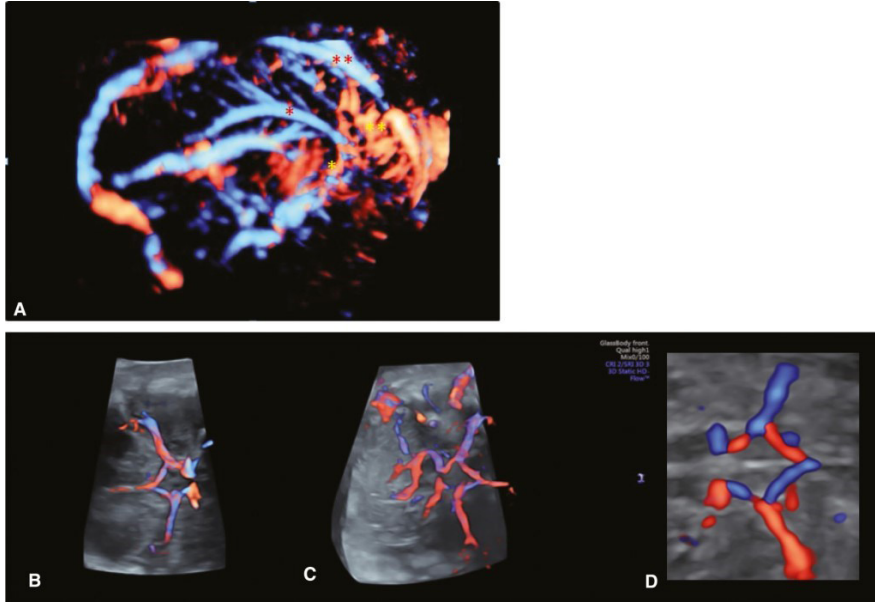 A
GlassBody front.
Qual high1
Mix0/100
CRI 2/SRI 3D 3
3D Static HD-
Flow™
B
C
D